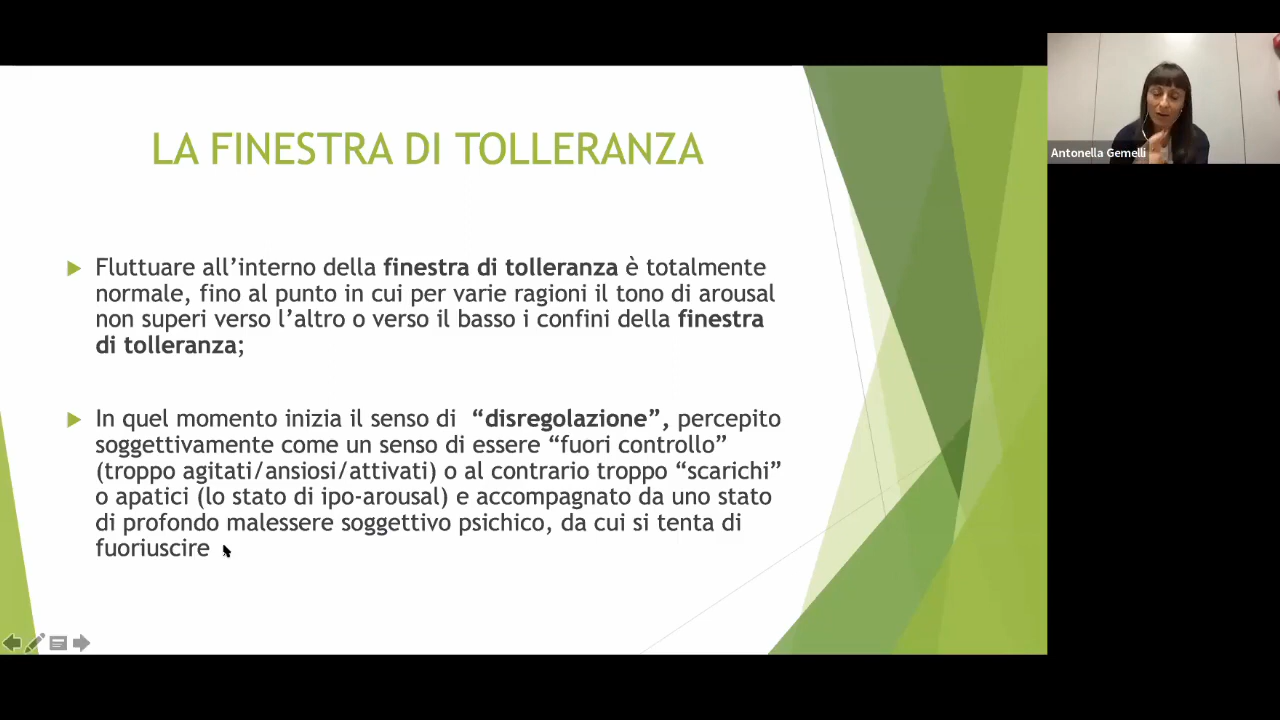 LA FINESTRA DI TOLLERANZA
Fluttuare all’interno della finestra di tolleranza è totalmente
normale, fino al punto in cui per varie ragioni il tono di arousal
non superi verso l’altro o verso il basso i confini della finestra
di tolleranza;
In quel momento inizia il senso di “disregolazione”, percepito
soggettivamente come un senso di essere “fuori controllo”
(troppo agitati/ansiosi/attivati) o al contrario troppo “scarichi”
o apatici (lo stato di ipo-arousal) e accompagnato da uno stato
di profondo malessere soggettivo psichico, da cui si tenta di
fuoriuscire
Antonella Gemelli